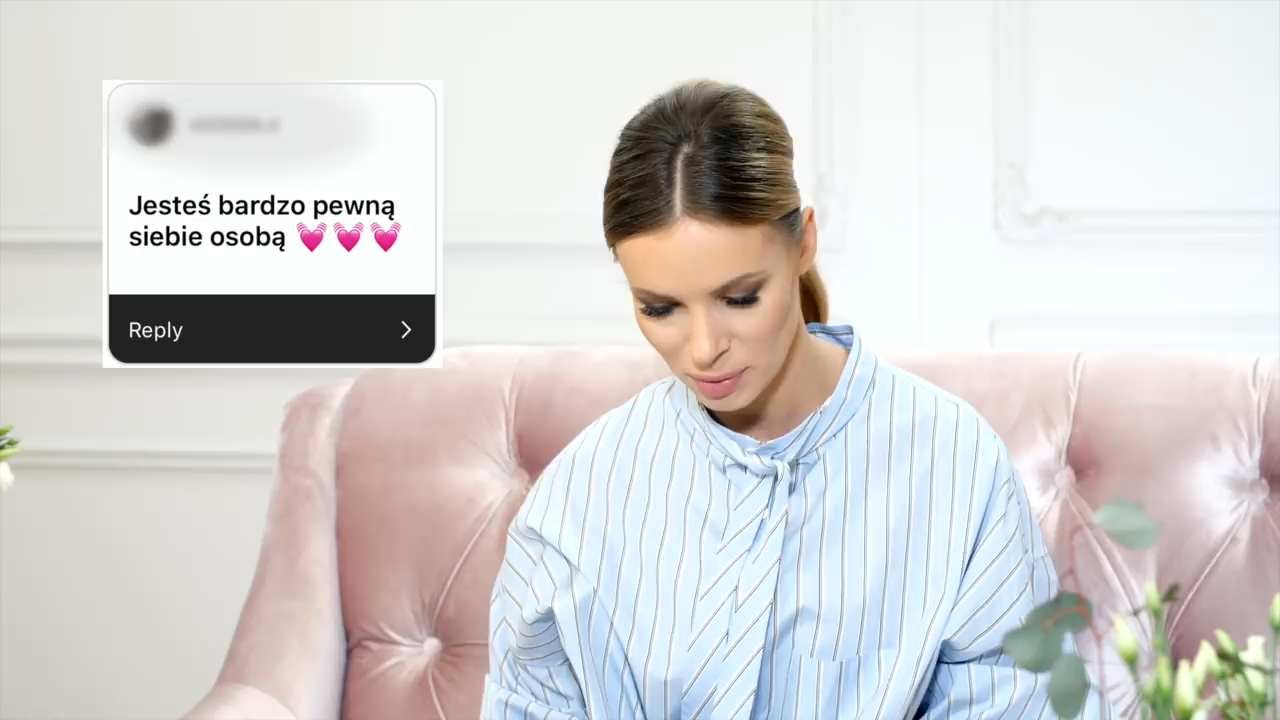 Jesteś bardzo pewną
siebie osobą 💓 💓 💓
Reply